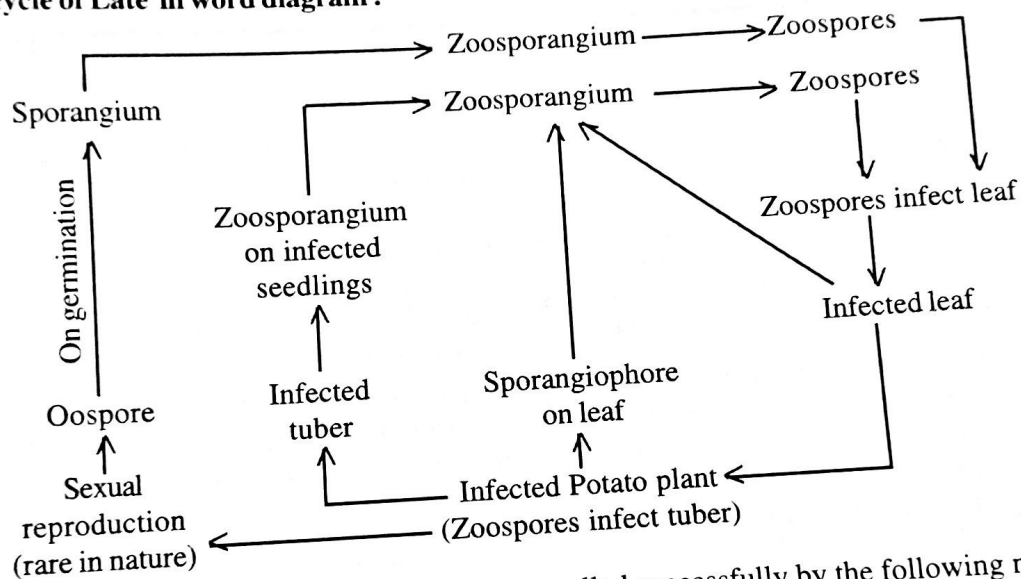 cycle of Late in word diagram :
Zoosporangium
Zoospores
Sporangium
Zoosporangium
Zoospores
On germination
Zoosporangium
on infected
seedlings
Zoospores infect leaf
Infected leaf
Oospore
Infected
tuber
Sporangiophore
on leaf
Sexual
reproduction
(rare in nature)
Infected Potato plant
(Zoospores infect tuber)
successfully by the following